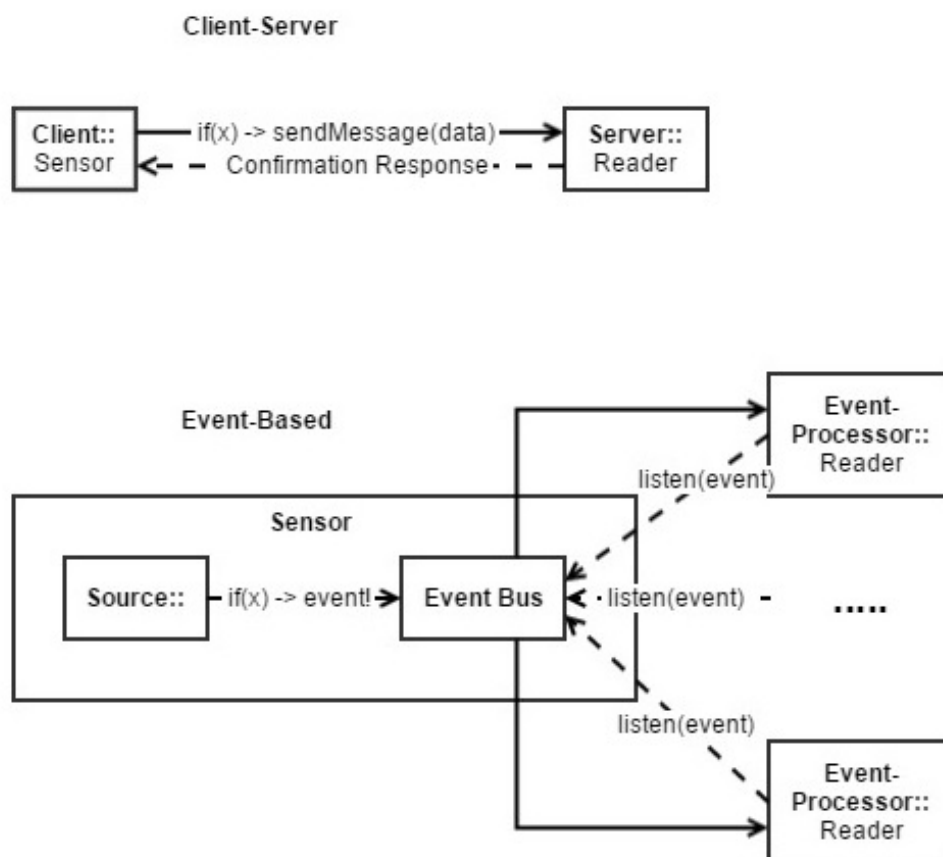 Client-Server
Client::
Sensor
if(x) -> sendMessage(data)
Confirmation Response
Server::
Reader
Event-Based
Event-
Processor::
Reader
listen(event)
Sensor
Source::
if(x) -> event!
Event Bus
listen(event)
.....
listen(event)
Event-
Processor::
Reader